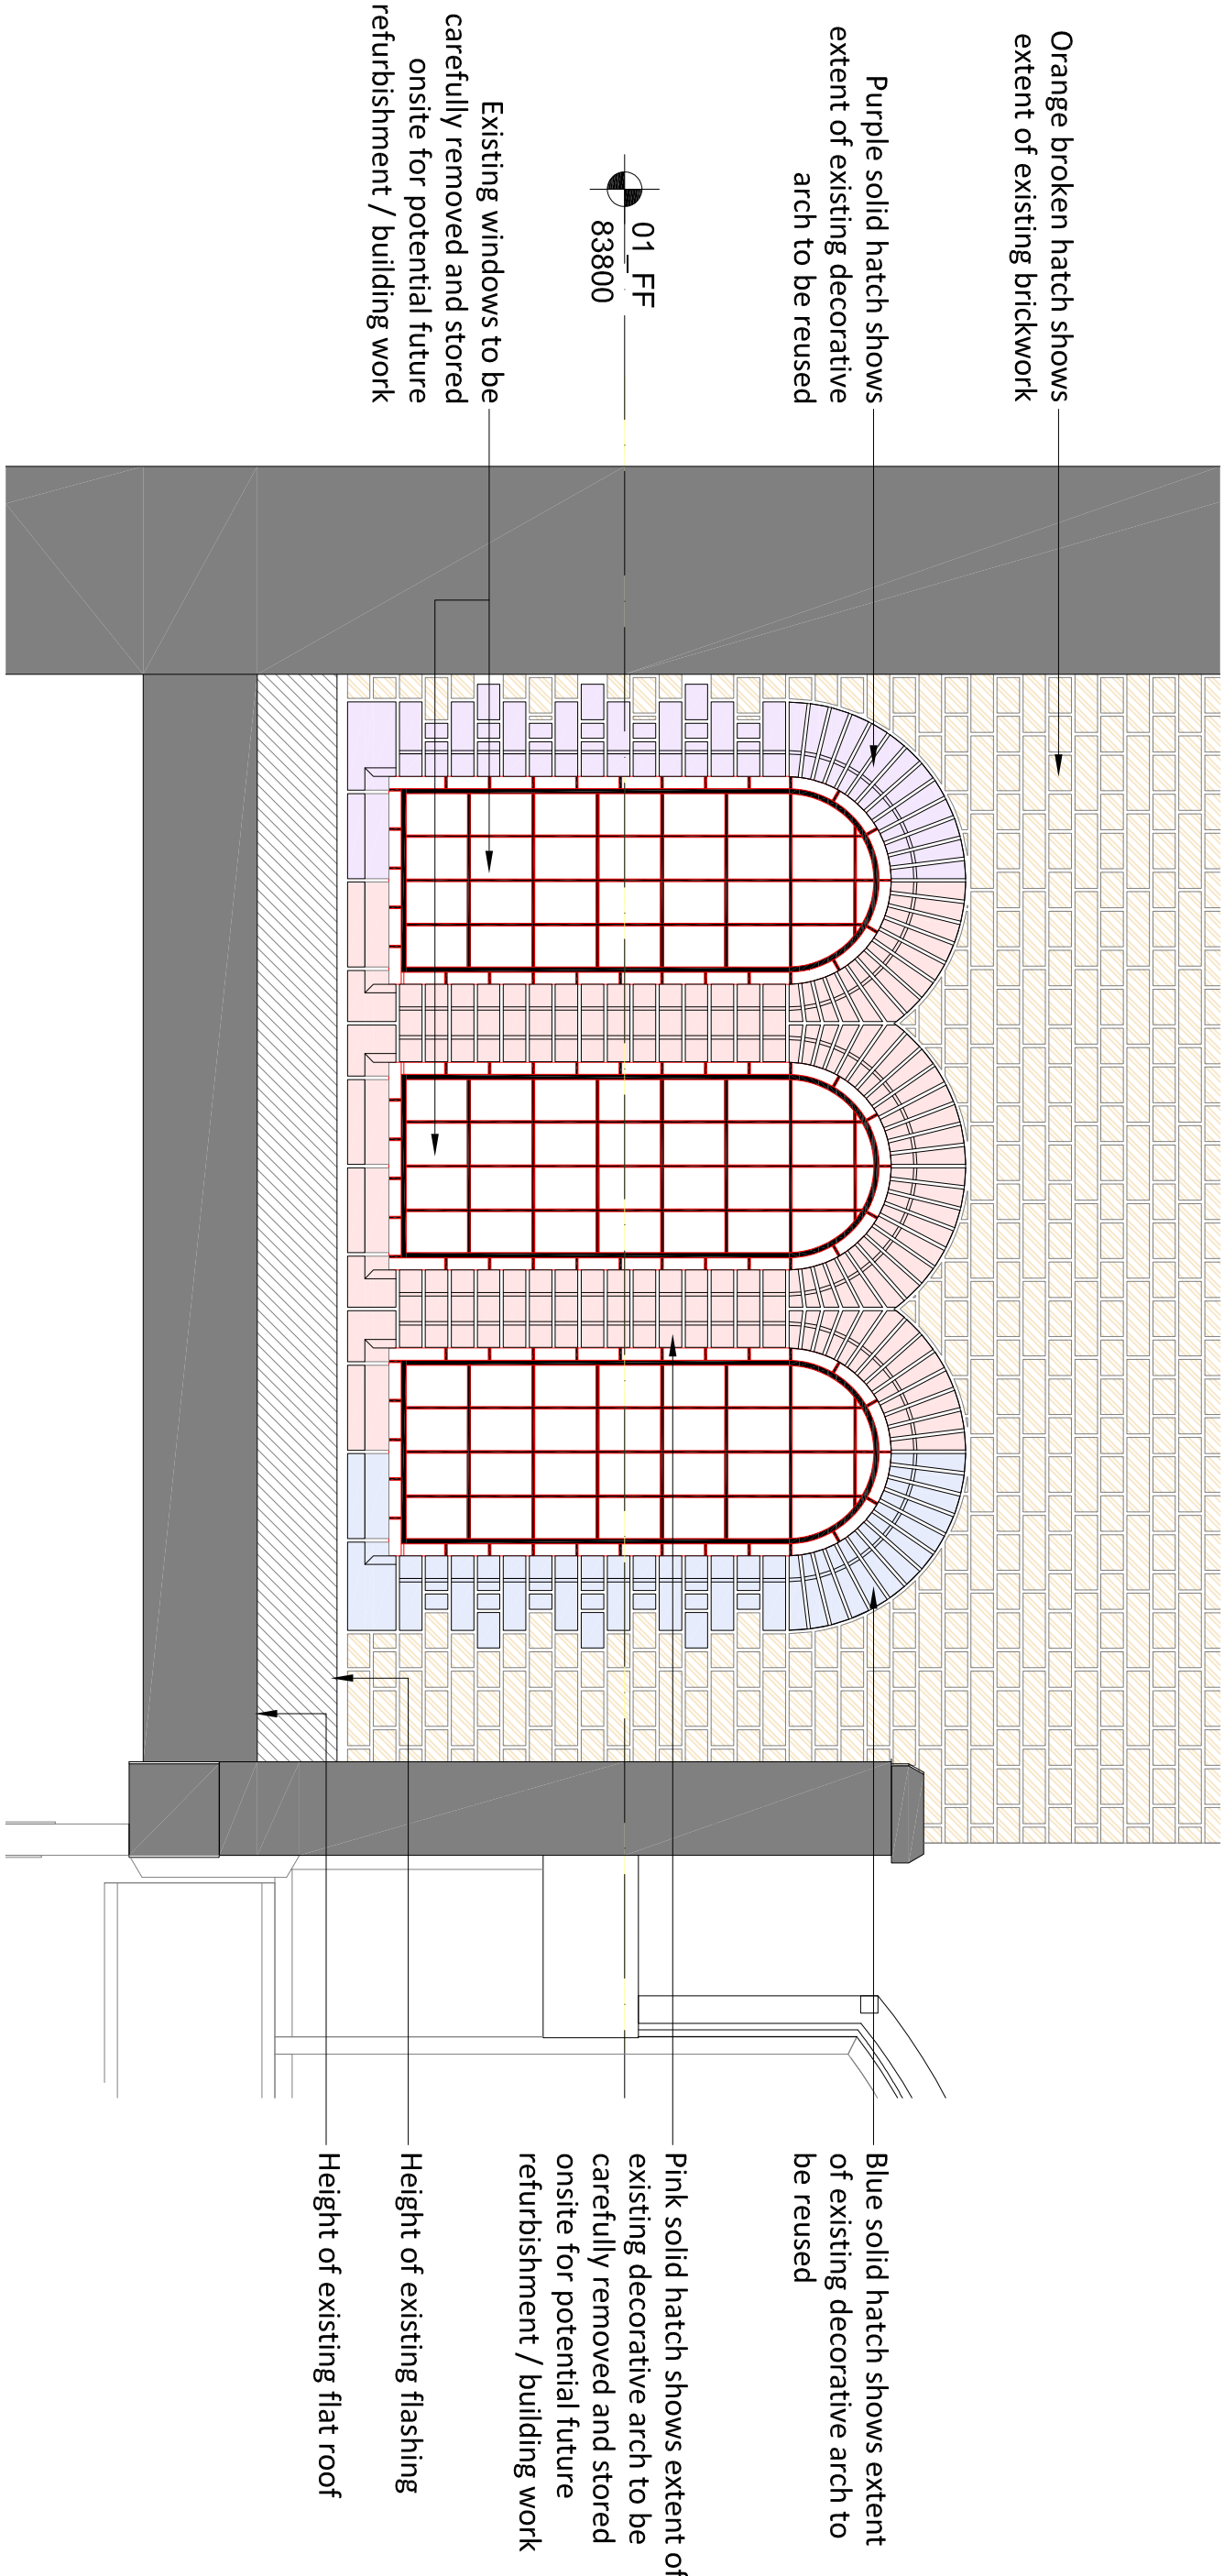 Orange broken hatch shows
extent of existing brickwork
Purple solid hatch shows
extent of existing decorative
arch to be reused
01_FF
83800
Existing windows to be
carefully removed and stored
onsite for potential future
refurbishment / building work
Blue solid hatch shows extent
of existing decorative arch to
be reused
Pink solid hatch shows extent of
existing decorative arch to be
carefully removed and stored
onsite for potential future
refurbishment / building work
Height of existing flashing
Height of existing flat roof